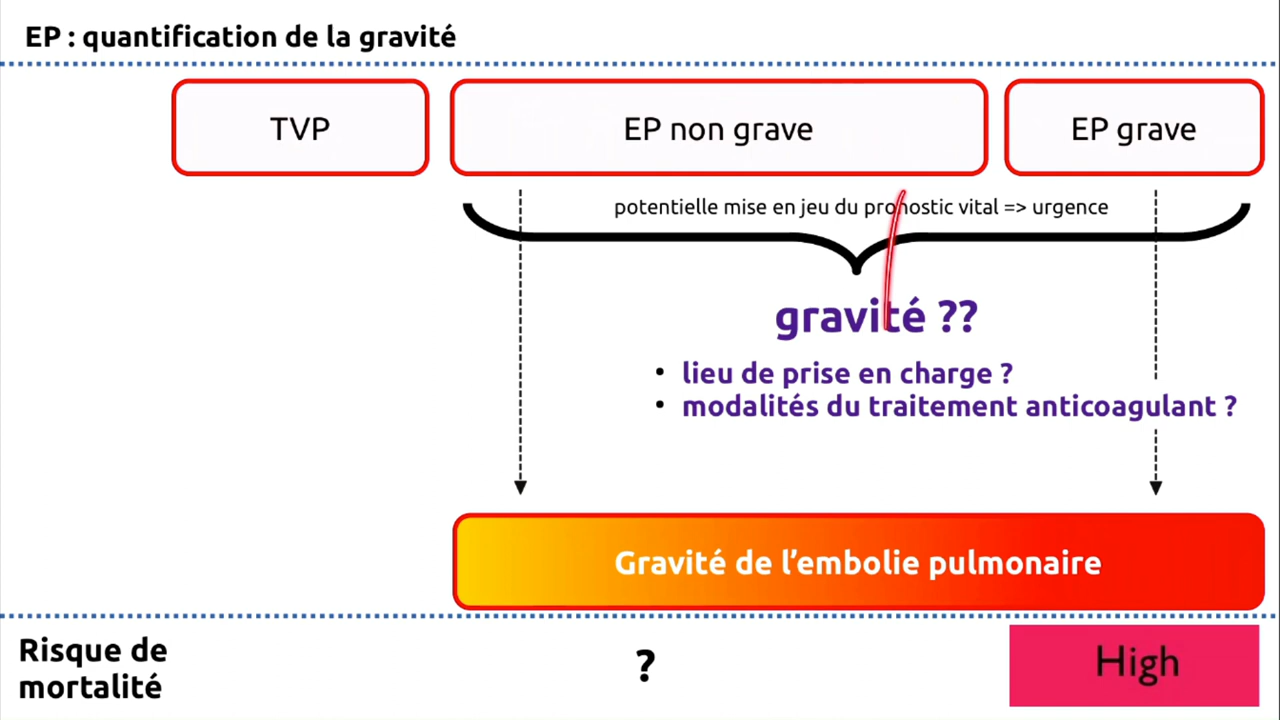 EP : quantification de la gravité
TVP
EP non grave
EP grave
potentielle mise en jeu du pronostic vital => urgence
gravité ??
• lieu de prise en charge ?
• modalités du traitement anticoagulant ?
Gravité de l’embolie pulmonaire
Risque de
mortalité
?
High